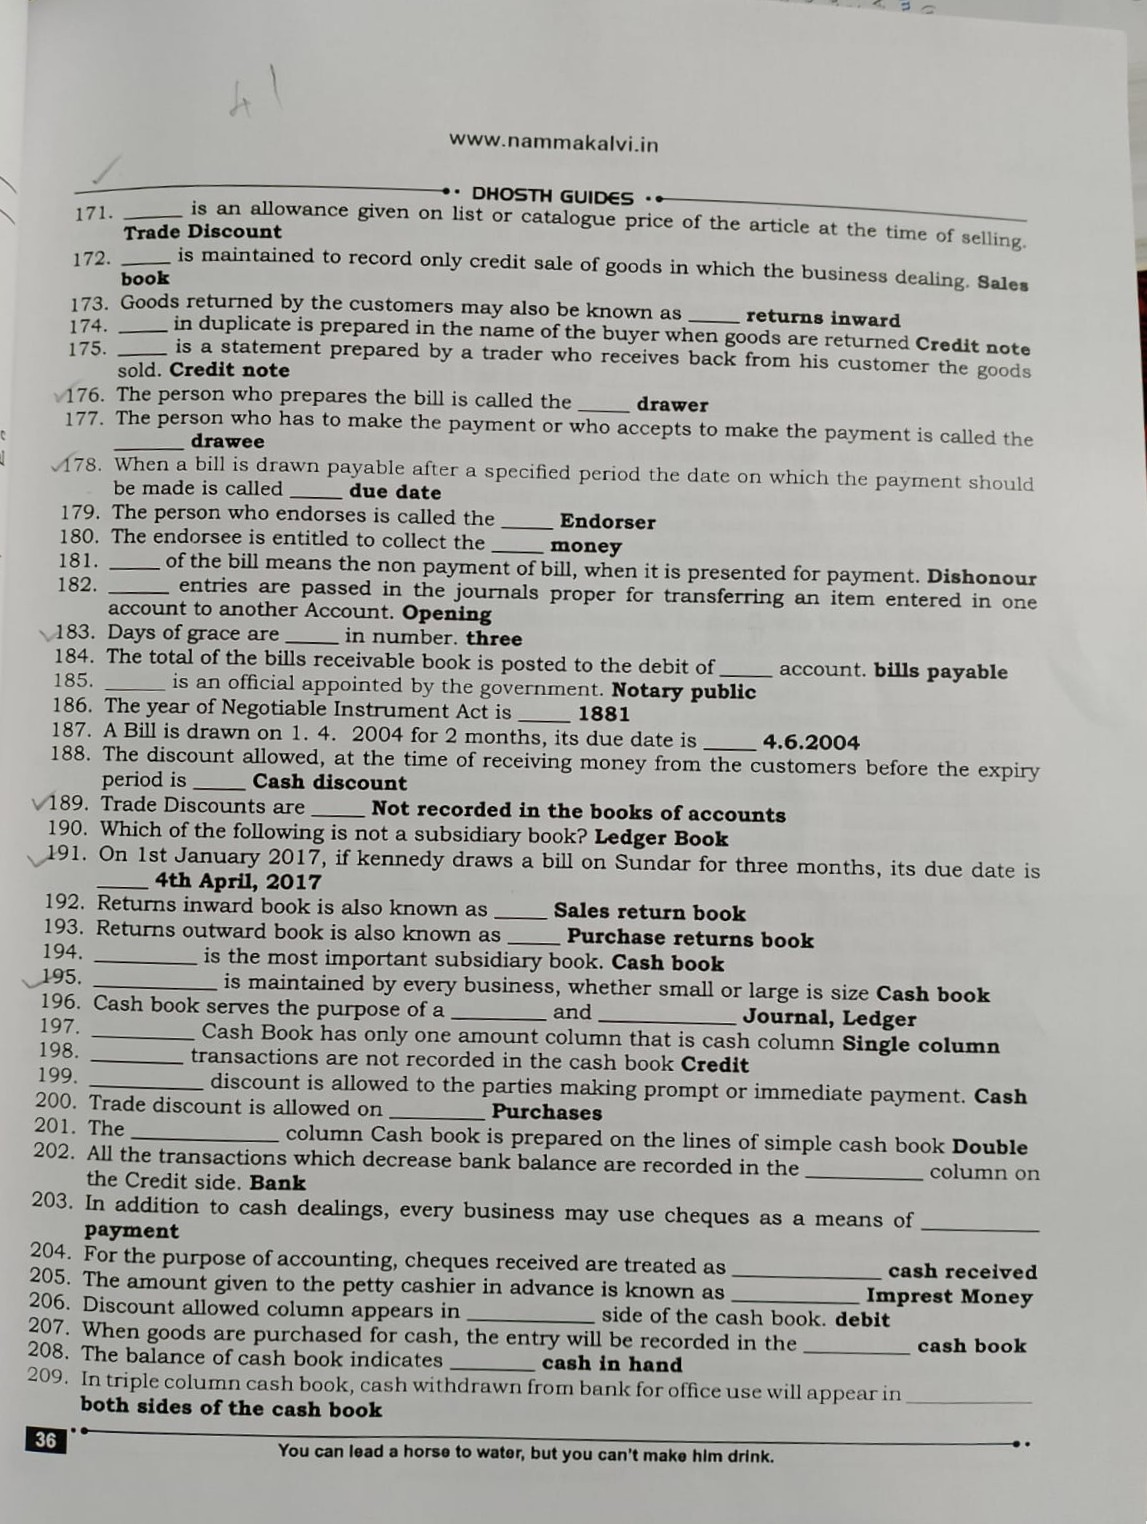 41
www.nammakalvi.in
DHOSTH GUIDES
171. ______ is an allowance given on list or catalogue price of the article at the time of selling.
Trade Discount
172. _____ is maintained to record only credit sale of goods in which the business dealing. Sales
book
173. Goods returned by the customers may also be known as _____ returns inward
174. _____ in duplicate is prepared in the name of the buyer when goods are returned Credit note
175. _____ is a statement prepared by a trader who receives back from his customer the goods
sold. Credit note
176. The person who prepares the bill is called the _____ drawer
177. The person who has to make the payment or who accepts to make the payment is called the
_______ drawee
178. When a bill is drawn payable after a specified period the date on which the payment should
be made is called _____ due date
179. The person who endorses is called the _____ Endorser
180. The endorsee is entitled to collect the _____ money
181. _____ of the bill means the non payment of bill, when it is presented for payment. Dishonour
182. ______ entries are passed in the journals proper for transferring an item entered in one
account to another Account. Opening
183. Days of grace are _____ in number. three
184. The total of the bills receivable book is posted to the debit of _____ account. bills payable
185. ______ is an official appointed by the government. Notary public
186. The year of Negotiable Instrument Act is _____ 1881
187. A Bill is drawn on 1. 4. 2004 for 2 months, its due date is _____ 4.6.2004
188. The discount allowed, at the time of receiving money from the customers before the expiry
period is _____ Cash discount
189. Trade Discounts are _____ Not recorded in the books of accounts
190. Which of the following is not a subsidiary book? Ledger Book
191. On 1st January 2017, if kennedy draws a bill on Sundar for three months, its due date is
_____ 4th April, 2017
192. Returns inward book is also known as _____ Sales return book
193. Returns outward book is also known as _____ Purchase returns book
194. __________ is the most important subsidiary book. Cash book
195. ____________ is maintained by every business, whether small or large is size Cash book
196. Cash book serves the purpose of a _________ and _____________ Journal, Ledger
197. __________ Cash Book has only one amount column that is cash column Single column
198. _________ transactions are not recorded in the cash book Credit
199. ___________ discount is allowed to the parties making prompt or immediate payment. Cash
200. Trade discount is allowed on _________ Purchases
201. The ______________ column Cash book is prepared on the lines of simple cash book Double
202. All the transactions which decrease bank balance are recorded in the ___________ column on
the Credit side. Bank
203. In addition to cash dealings, every business may use cheques as a means of ___________
payment
204. For the purpose of accounting, cheques received are treated as ______________ cash received
205. The amount given to the petty cashier in advance is known as ____________ Imprest Money
206. Discount allowed column appears in ____________ side of the cash book. debit
207. When goods are purchased for cash, the entry will be recorded in the __________ cash book
208. The balance of cash book indicates ________ cash in hand
209. In triple column cash book, cash withdrawn from bank for office use will appear in ____________
both sides of the cash book
36
You can lead a horse to water, but you can't make him drink.